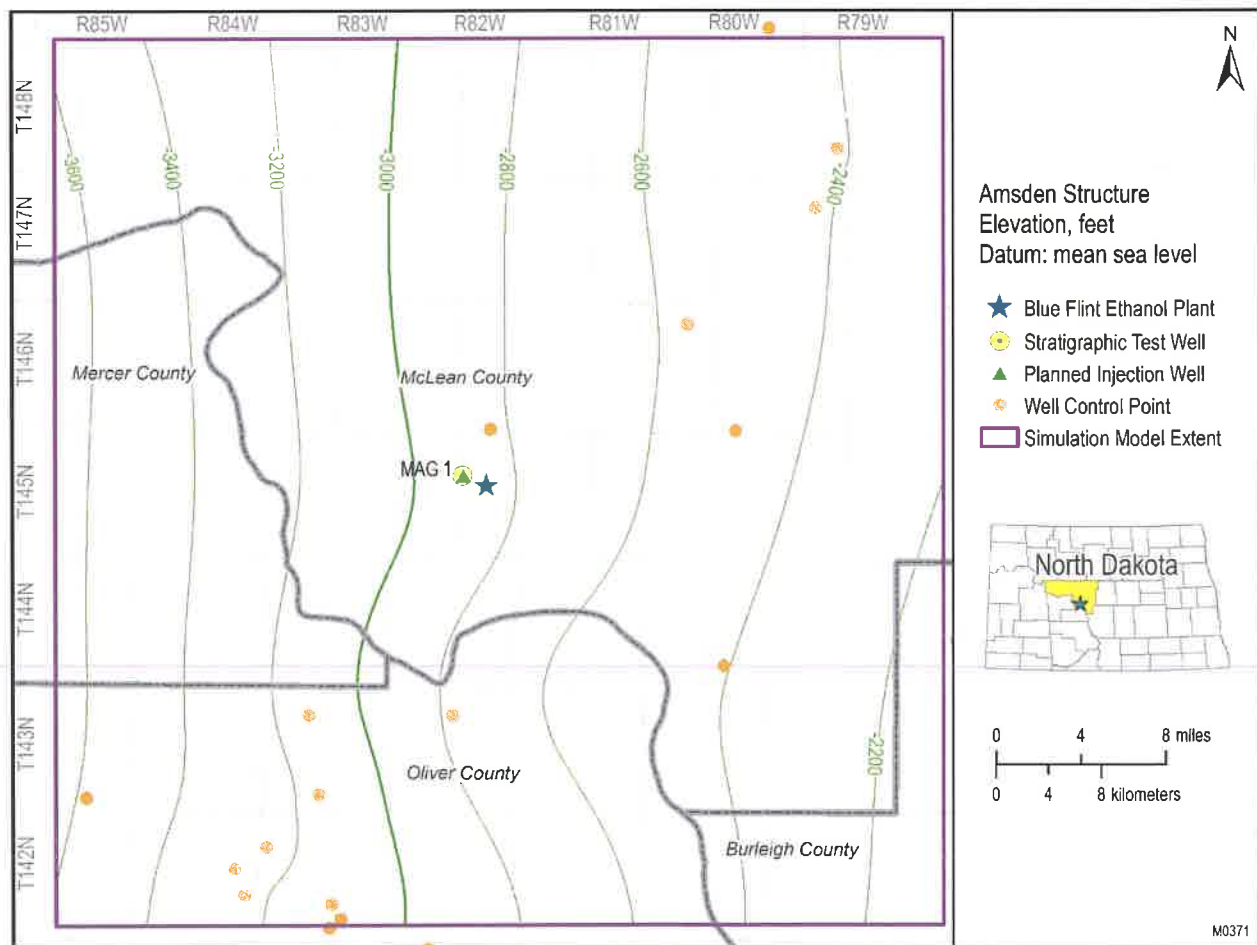 R85W R84W R83W R82W R81W R80W R79W
T148N
T147N
T146N
T145N
T144N
T143N
T142N
-3600
-3400
-3200
-3000
-2800
-2600
-2400
-2200
Mercer County
McLean County
MAG 1
Oliver County
Burleigh County
N
Amsden Structure
Elevation, feet
Datum: mean sea level
Blue Flint Ethanol Plant
Stratigraphic Test Well
Planned Injection Well
Well Control Point
Simulation Model Extent
North Dakota
0 4 8 miles
0 4 8 kilometers
M0371